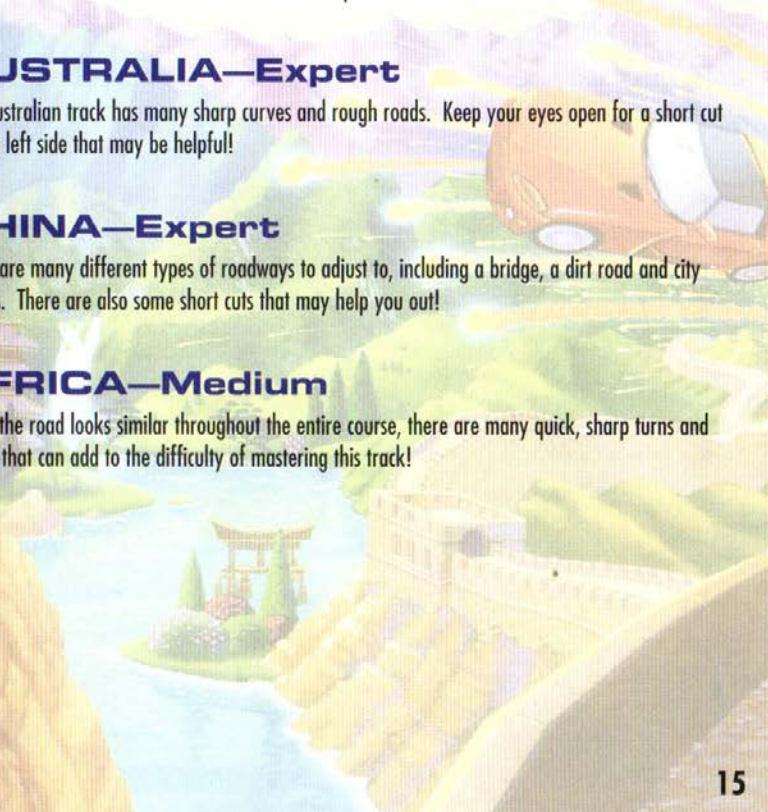 USTRALIA—Expert
ustralian track has many sharp curves and rough roads. Keep your eyes open for a short cut
left side that may be helpful!
HINA—Expert
are many different types of roadways to adjust to, including a bridge, a dirt road and city
. There are also some short cuts that may help you out!
FRICA—Medium
the road looks similar throughout the entire course, there are many quick, sharp turns and
that can add to the difficulty of mastering this track!
15